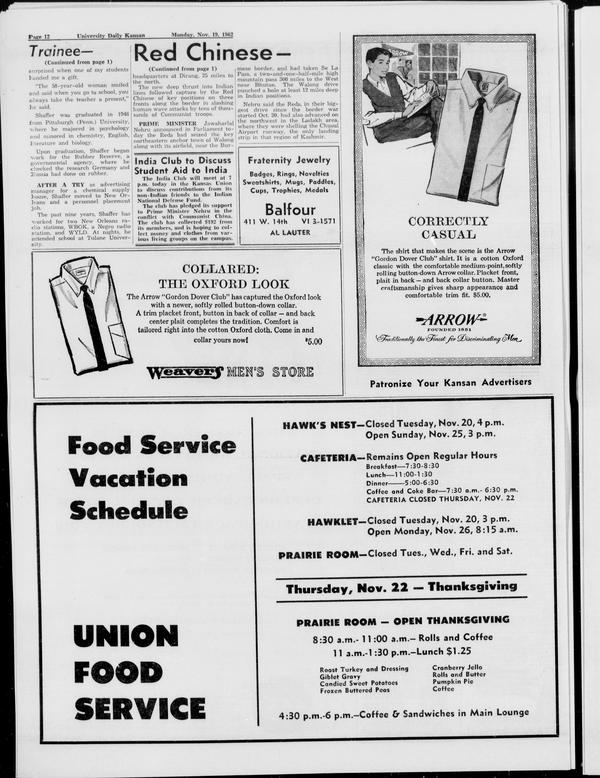 Page 12 University Daily Kansan Monday, Nov. 19, 1962
Trainee—
(Continued from page 1)
surprised when one of my students
handed me a gift.
"The 58-year-old woman smiled
and said when you go to school, you
always take the teacher a present,"
he said.
Shaffer was graduated in 1948
from Pittsburgh (Penn.) University,
where he majored in psychology
and minored in chemistry, English,
literature and biology.
Upon graduation, Shaffer began
work for the Rubber Reserve, a
governmental agency, where he
checked the research Germany and
Russia had done on rubber.
AFTER A TRY as advertising
manager for a chemical supply
house, Shaffer moved to New Or-
leans and a personnel placement
job.
The past nine years, Shaffer has
worked for two New Orleans ra-
dio stations, WBOK, a Negro radio
station, and WYLD. At nights, he
attended school at Tulane Univer-
sity.
Red Chinese—
(Continued from page 1)
headquarters at Dirang, 25 miles to
the north.
The new deep thrust into Indian
lines followed capture by the Red
Chinese of key positions on three
fronts along the border in slashing
human wave attacks by tens of thou-
sands of Communist troops.
PRIME MINISTER Jawaharlal
Nehru announced in Parliament to-
day the Reds had seized the key
northeastern anchor town of Walong
along with its airfield, near the Bur-
mese border, and had taken Se La
Pass, a two-and-one-half-mile high
mountain pass 300 miles to the West
near Bhutan. The Walong drive
punched a hole at least 12 miles deep
in Indian positions.
Nehru said the Reds, in their big-
gest drive since the border war
started Oct. 20, had also advanced on
the northwest in the Ladakh area,
where they were shelling the Chusul
Airport runway, the only landing
strip in that region of Kashmir.
India Club to Discuss
Student Aid to India
The India Club will meet at 7
p.m. today in the Kansas Union
to discuss contributions from its
non-Indian friends to the Indian
National Defense Fund.
The club has pledged its support
to Prime Minister Nehru in the
conflict with Communist China.
The club has collected $192 from
its members, and is hoping to col-
lect money and clothes from var-
ious living groups on the campus.
Fraternity Jewelry
Badges, Rings, Novelties
Sweatshirts, Mugs, Paddles,
Cups, Trophies, Medals
Balfour
411 W. 14th VI 3-1571
AL LAUTER
COLLARED:
THE OXFORD LOOK
The Arrow "Gordon Dover Club" has captured the Oxford look
with a newer, softly rolled button-down collar.
A trim placket front, button in back of collar — and back
center plait completes the tradition. Comfort is
tailored right into the cotton Oxford cloth. Come in and
collar yours now! $5.00
Weaver's MEN'S STORE
CORRECTLY
CASUAL
The shirt that makes the scene is the Arrow
"Gordon Dover Club" shirt. It is a cotton Oxford
classic with the comfortable medium-point, softly
rolling button-down Arrow collar. Placket front,
plait in back — and back collar button. Master
craftsmanship gives sharp appearance and
comfortable trim fit. $5.00.
ARROW
FOUNDED 1851
Traditionally the Finest for Discriminating Men
Patronize Your Kansan Advertisers
Food Service
Vacation
Schedule
UNION
FOOD
SERVICE
HAWK'S NEST—Closed Tuesday, Nov. 20, 4 p.m.
Open Sunday, Nov. 25, 3 p.m.
CAFETERIA—Remains Open Regular Hours
Breakfast—7:30-8:30
Lunch—11:00-1:30
Dinner—5:00-6:30
Coffee and Coke Bar—7:30 a.m.- 6:30 p.m.
CAFETERIA CLOSED THURSDAY, NOV. 22
HAWKLET—Closed Tuesday, Nov. 20, 3 p.m.
Open Monday, Nov. 26, 8:15 a.m.
PRAIRIE ROOM—Closed Tues., Wed., Fri. and Sat.
Thursday, Nov. 22 — Thanksgiving
PRAIRIE ROOM — OPEN THANKSGIVING
8:30 a.m.- 11:00 a.m.— Rolls and Coffee
11 a.m.-1:30 p.m.—Lunch $1.25
Roast Turkey and Dressing
Giblet Gravy
Candied Sweet Potatoes
Frozen Buttered Peas
Cranberry Jello
Rolls and Butter
Pumpkin Pie
Coffee
4:30 p.m.-6 p.m.—Coffee & Sandwiches in Main Lounge